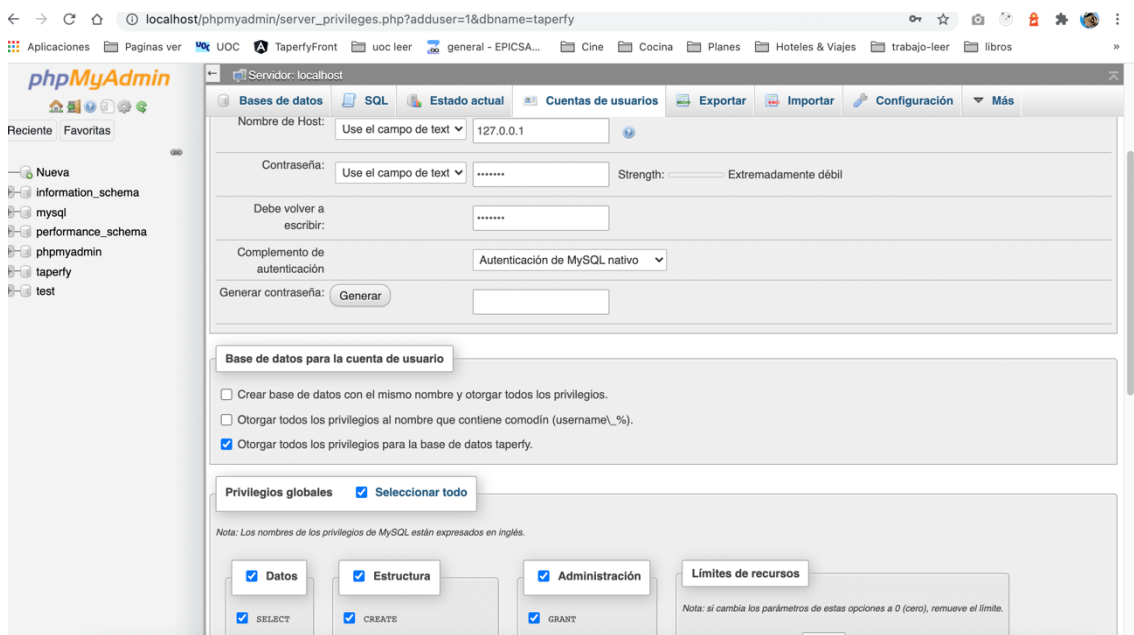 localhost/phpmyadmin/server_privileges.php?adduser=1&dbname=taperfy
Aplicaciones Paginas ver UOC UOC TaperfyFront uoc leer general - EPICSA... Cine Cocina Planes Hoteles & Viajes trabajo-leer libros »
phpMyAdmin
Reciente Favoritas
Nueva
information_schema
mysql
performance_schema
phpmyadmin
taperfy
test
Servidor: localhost
Bases de datos SQL Estado actual Cuentas de usuarios Exportar Importar Configuración Más
Nombre de Host: Use el campo de text 127.0.0.1
Contraseña: Use el campo de text ••••••• Strength: Extremadamente débil
Debe volver a
escribir: •••••••
Complemento de
autenticación Autenticación de MySQL nativo
Generar contraseña: Generar
Base de datos para la cuenta de usuario
Crear base de datos con el mismo nombre y otorgar todos los privilegios.
Otorgar todos los privilegios al nombre que contiene comodín (username\_%).
Otorgar todos los privilegios para la base de datos taperfy.
Privilegios globales Seleccionar todo
Nota: Los nombres de los privilegios de MySQL están expresados en inglés.
Datos Estructura Administración Límites de recursos
Nota: si cambia los parámetros de estas opciones a 0 (cero), remueve el límite.
SELECT CREATE GRANT